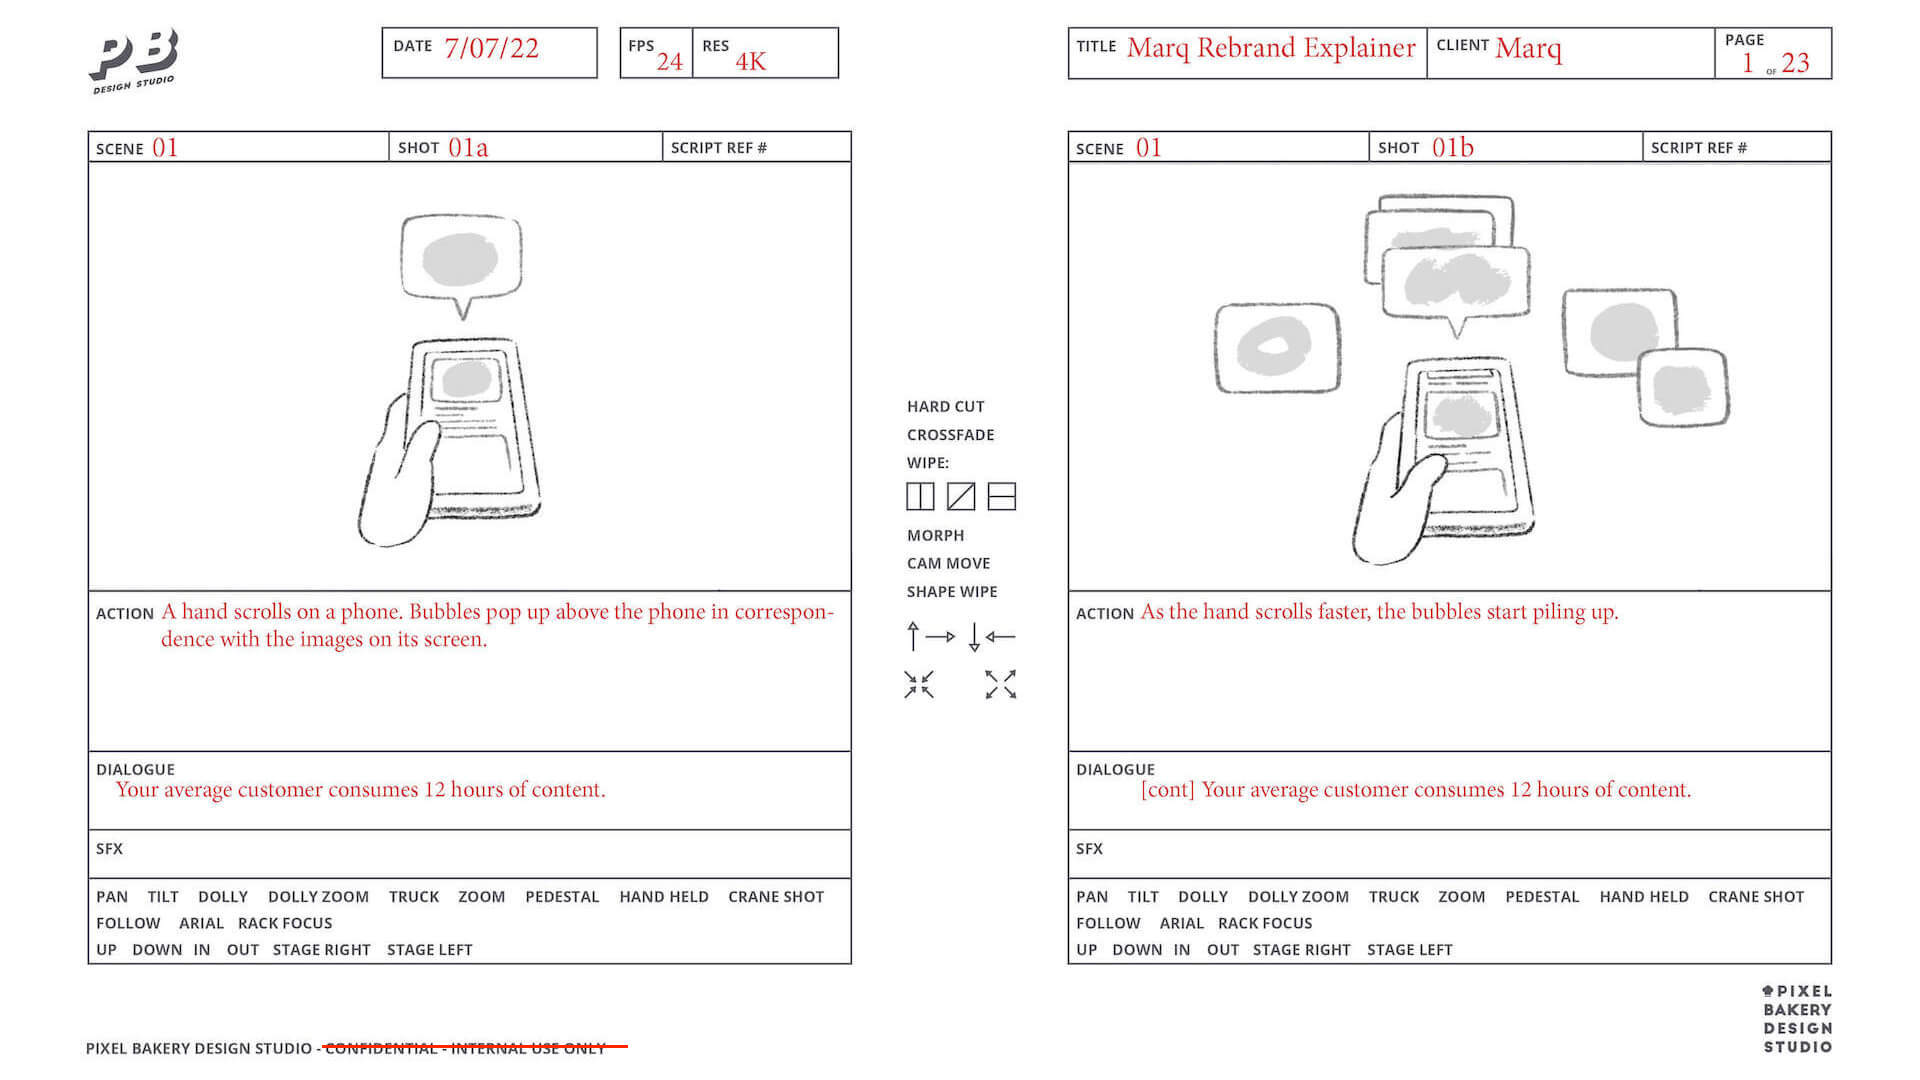 PB
DESIGN STUDIO
DATE 7/07/22
FPS 24
RES 4K
TITLE Marq Rebrand Explainer
CLIENT Marq
PAGE
1 OF 23
SCENE 01
SHOT 01a
SCRIPT REF #
ACTION A hand scrolls on a phone. Bubbles pop up above the phone in correspon-
dence with the images on its screen.
DIALOGUE
Your average customer consumes 12 hours of content.
SFX
PAN TILT DOLLY DOLLY ZOOM TRUCK ZOOM PEDESTAL HAND HELD CRANE SHOT
FOLLOW ARIAL RACK FOCUS
UP DOWN IN OUT STAGE RIGHT STAGE LEFT
HARD CUT
CROSSFADE
WIPE:
MORPH
CAM MOVE
SHAPE WIPE
SCENE 01
SHOT 01b
SCRIPT REF #
ACTION As the hand scrolls faster, the bubbles start piling up.
DIALOGUE
[cont] Your average customer consumes 12 hours of content.
SFX
PAN TILT DOLLY DOLLY ZOOM TRUCK ZOOM PEDESTAL HAND HELD CRANE SHOT
FOLLOW ARIAL RACK FOCUS
UP DOWN IN OUT STAGE RIGHT STAGE LEFT
PIXEL BAKERY DESIGN STUDIO - CONFIDENTIAL - INTERNAL USE ONLY
PIXEL
BAKERY
DESIGN
STUDIO